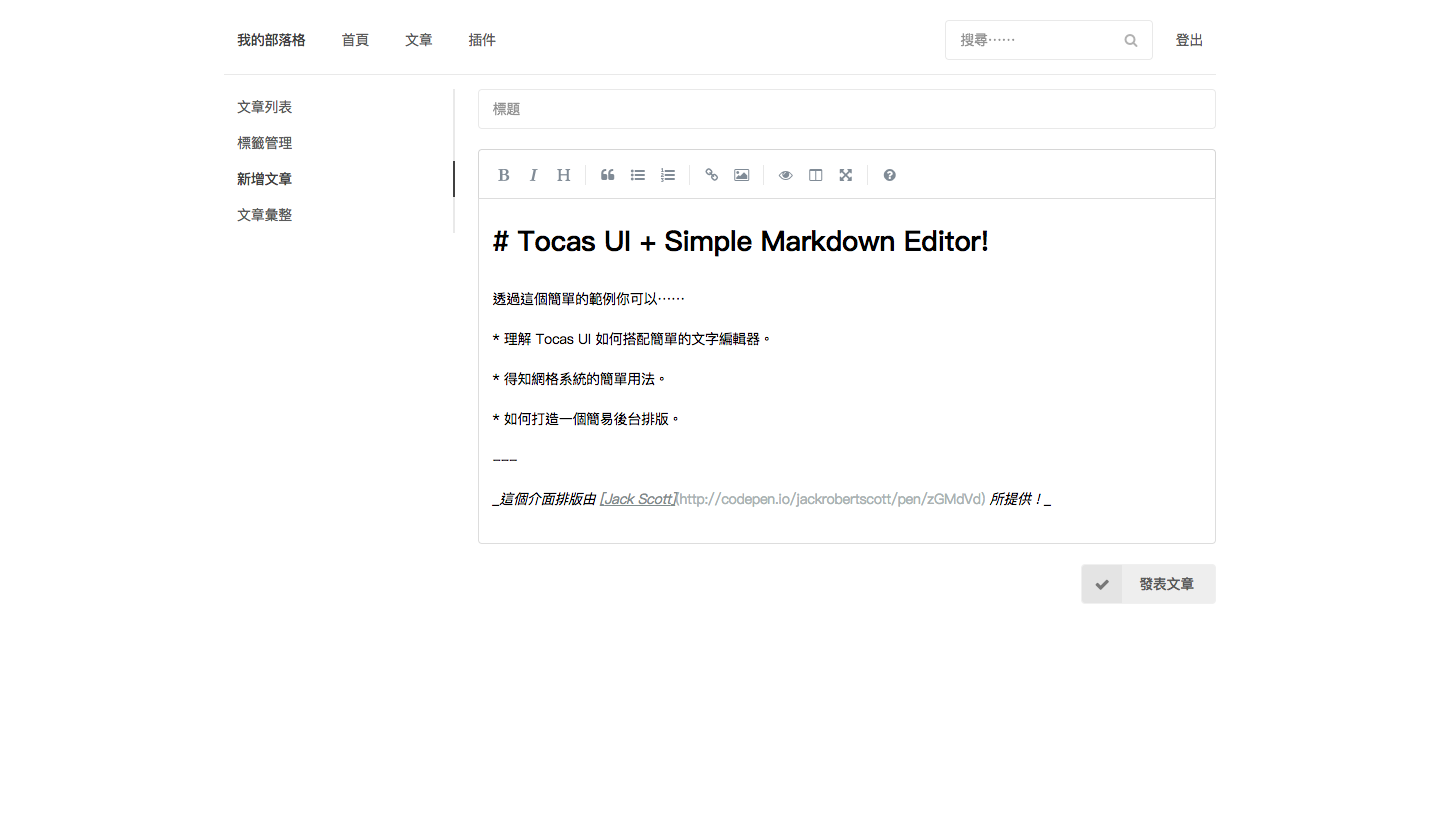 我的部落格 首頁 文章 插件 搜尋⋯⋯ 登出
文章列表
標籤管理
新增文章
文章彙整
標題
B I H
# Tocas UI + Simple Markdown Editor!
透過這個簡單的範例你可以⋯⋯
* 理解 Tocas UI 如何搭配簡單的文字編輯器。
* 得知網格系統的簡單用法。
* 如何打造一個簡易後台排版。
---
_這個介面排版由 [Jack Scott](http://codepen.io/jackrobertscott/pen/zGMdVd) 所提供！_
發表文章